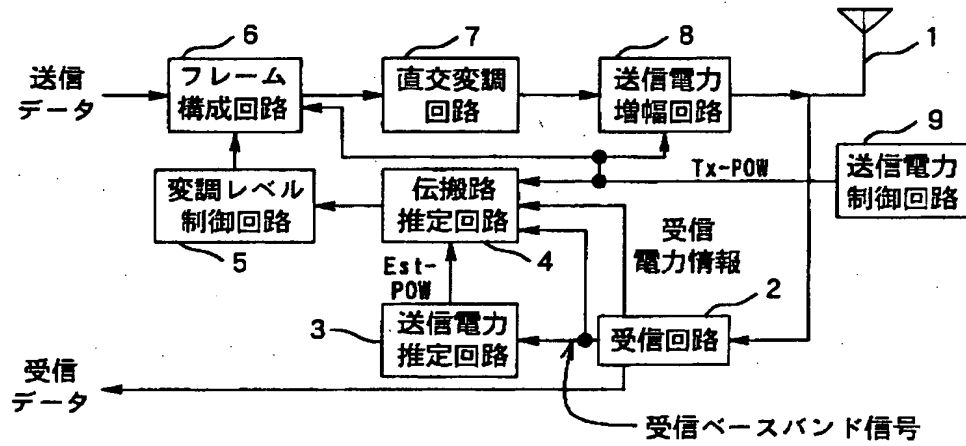 6
7
8
1
送信
データ
フレーム
構成回路
直交変調
回路
送信電力
増幅回路
9
送信電力
制御回路
Tx-POW
変調レベル
制御回路
5
伝搬路
推定回路
4
受信
電力情報
Est-
POW
2
3
送信電力
推定回路
受信回路
受信
データ
受信ベースバンド信号